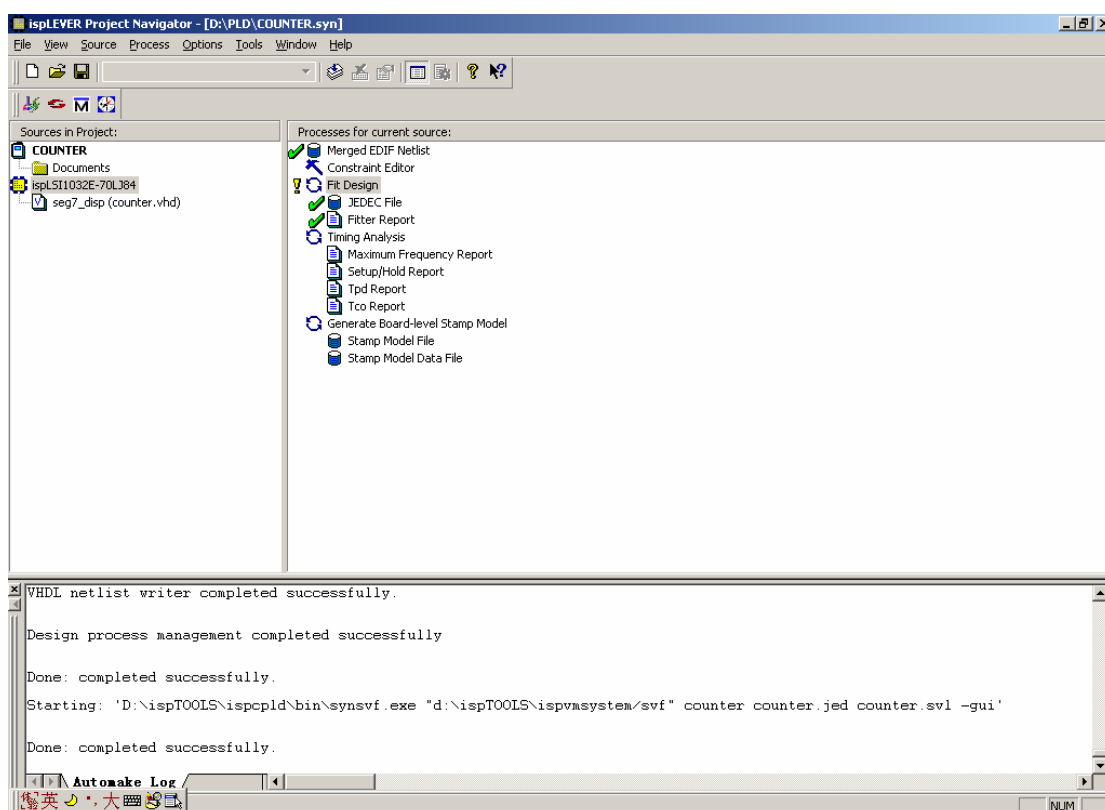 ispLEVER Project Navigator - [D:\PLD\COUNTER.syn]
File View Source Process Options Tools Window Help
Sources in Project:
COUNTER
Documents
ispLSI1032E-70LJ84
seg7_disp (counter.vhd)
Processes for current source:
Merged EDIF Netlist
Constraint Editor
Fit Design
JEDEC File
Fitter Report
Timing Analysis
Maximum Frequency Report
Setup/Hold Report
Tpd Report
Tco Report
Generate Board-level Stamp Model
Stamp Model File
Stamp Model Data File
VHDL netlist writer completed successfully.
Design process management completed successfully
Done: completed successfully.
Starting: 'D:\ispTOOLS\ispcpld\bin\synsvf.exe "d:\ispTOOLS\ispvmsystem/svf" counter counter.jed counter.svl -gui'
Done: completed successfully.
Automake Log
英 大
NUM